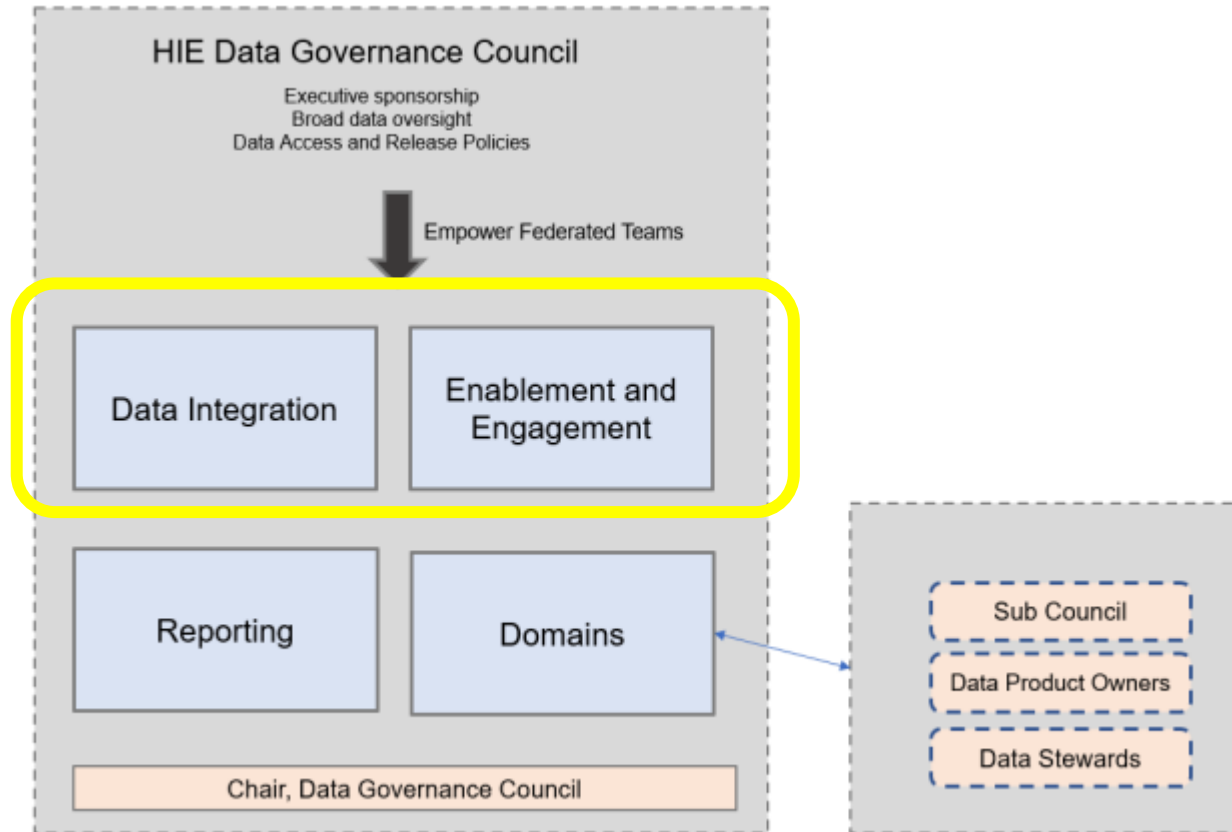 HIE Data Governance Council
Executive sponsorship
Broad data oversight
Data Access and Release Policies
Empower Federated Teams
Data Integration
Enablement and
Engagement
Reporting
Domains
Chair, Data Governance Council
Sub Council
Data Product Owners
Data Stewards